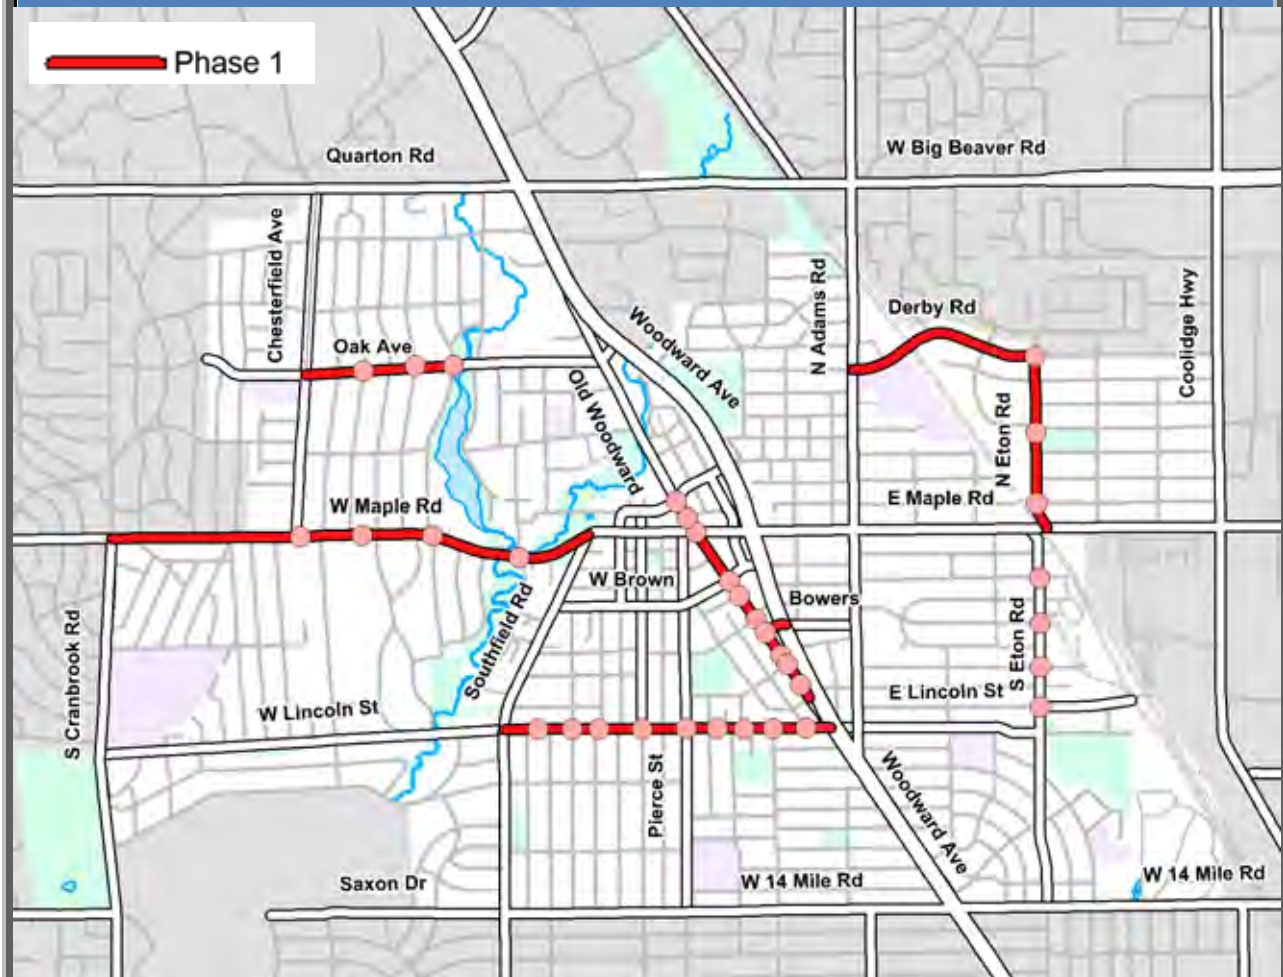 Phase 1
Quarton Rd
W Big Beaver Rd
Chesterfield Ave
N Adams Rd
Derby Rd
Coolidge Hwy
Woodward Ave
Oak Ave
Old Woodward
N Eton Rd
W Maple Rd
E Maple Rd
W Brown
Bowers
Southfield Rd
S Eton Rd
S Cranbrook Rd
W Lincoln St
E Lincoln St
Pierce St
Woodward Ave
Saxon Dr
W 14 Mile Rd
W 14 Mile Rd